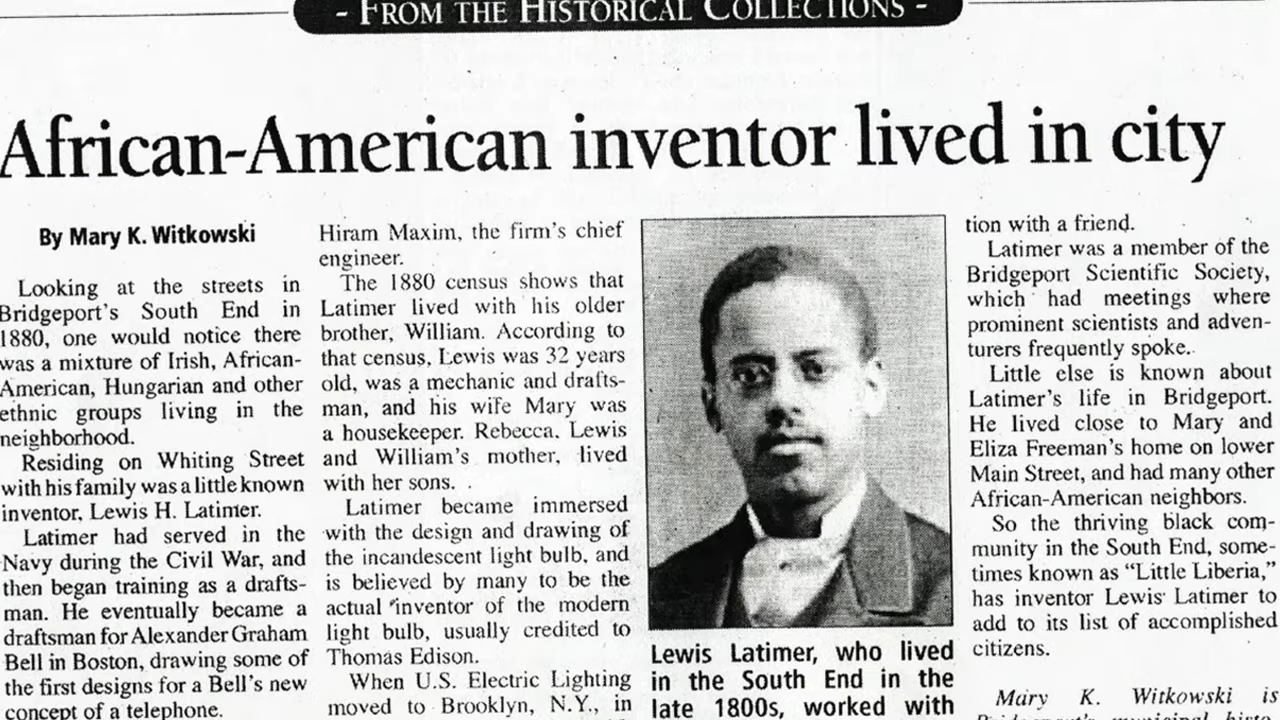 - FROM THE HISTORICAL COLLECTIONS -
African-American inventor lived in city
By Mary K. Witkowski
Looking at the streets in
Bridgeport's South End in
1880, one would notice there
was a mixture of Irish, African-
American, Hungarian and other
ethnic groups living in the
neighborhood.
Residing on Whiting Street
with his family was a little known
inventor, Lewis H. Latimer.
Latimer had served in the
Navy during the Civil War, and
then began training as a drafts-
man. He eventually became a
draftsman for Alexander Graham
Bell in Boston, drawing some of
the first designs for a Bell's new
concept of a telephone.
Hiram Maxim, the firm's chief
engineer.
The 1880 census shows that
Latimer lived with his older
brother, William. According to
that census, Lewis was 32 years
old, was a mechanic and drafts-
man, and his wife Mary was
a housekeeper. Rebecca, Lewis
and William's mother, lived
with her sons.
Latimer became immersed
with the design and drawing of
the incandescent light bulb, and
is believed by many to be the
actual inventor of the modern
light bulb, usually credited to
Thomas Edison.
When U.S. Electric Lighting
moved to Brooklyn, N.Y., in
Lewis Latimer, who lived
in the South End in the
late 1800s, worked with
tion with a friend.
Latimer was a member of the
Bridgeport Scientific Society,
which had meetings where
prominent scientists and adven-
turers frequently spoke.
Little else is known about
Latimer's life in Bridgeport.
He lived close to Mary and
Eliza Freeman's home on lower
Main Street, and had many other
African-American neighbors.
So the thriving black com-
munity in the South End, some-
times known as "Little Liberia,"
has inventor Lewis Latimer to
add to its list of accomplished
citizens.
Mary K. Witkowski is